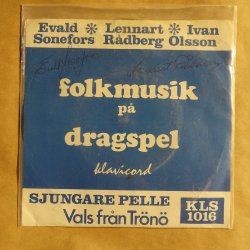 Evald ✻ Lennart ✻ Ivan
Sonefors Rådberg Olsson
folkmusik
på
dragspel
klavicord
SJUNGARE PELLE
Vals från Trönö
KLS
1016